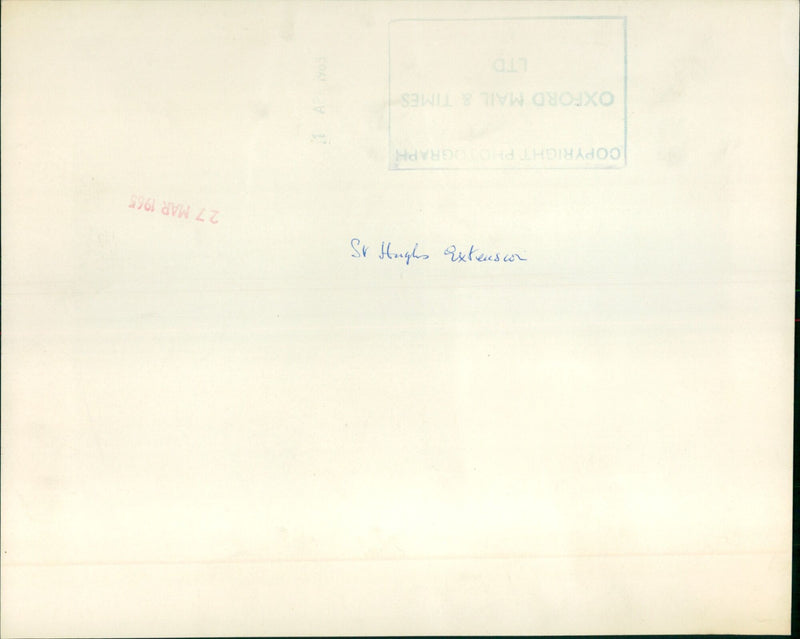 COPYRIGHT PHOTOGRAPH
OXFORD MAIL & TIMES
LTD
27 MAR 1965
St Hughs Extension